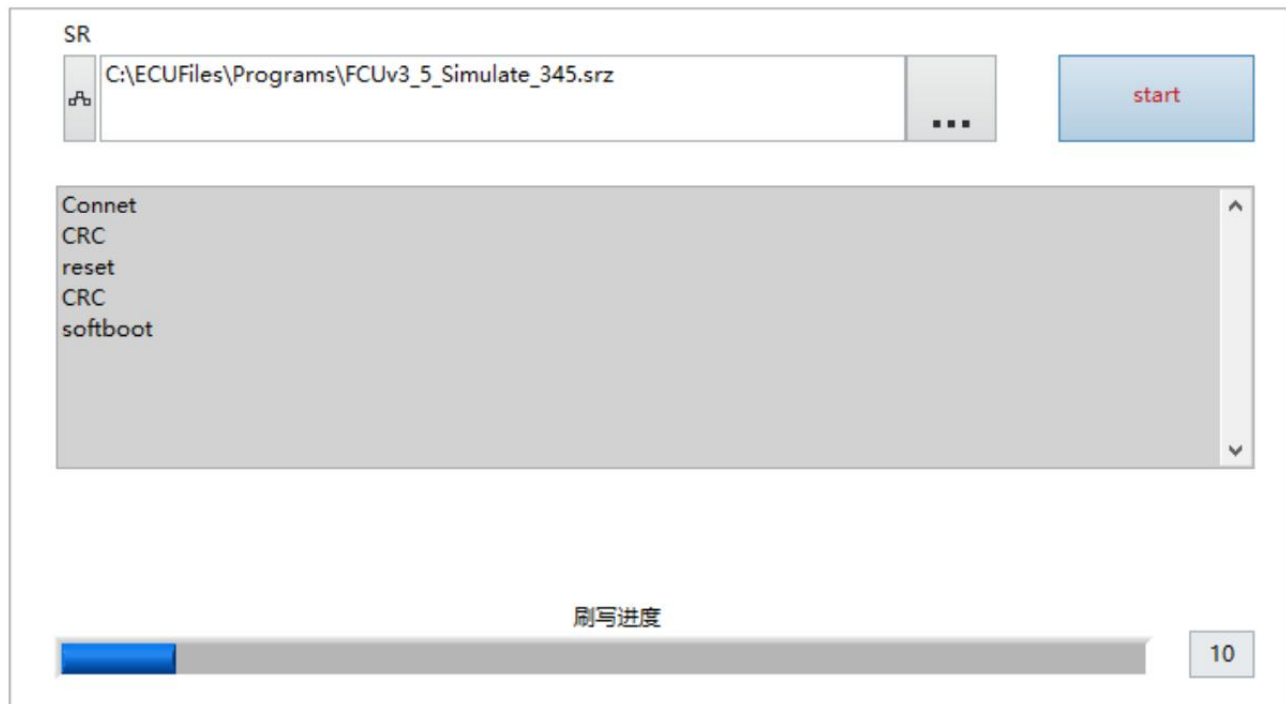 SR
C:\ECUFiles\Programs\FCUv3_5_Simulate_345.srz
...
start
Connet
CRC
reset
CRC
softboot
刷写进度
10